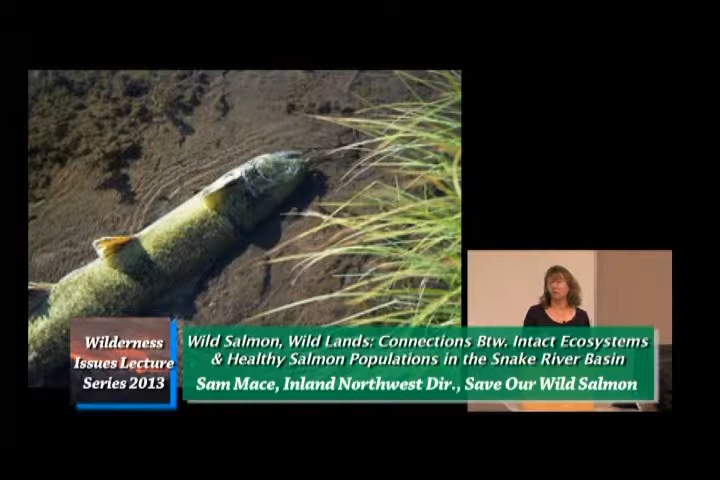 Wilderness
Issues Lecture
Series 2013
Wild Salmon, Wild Lands: Connections Btw. Intact Ecosystems
& Healthy Salmon Populations in the Snake River Basin
Sam Mace, Inland Northwest Dir., Save Our Wild Salmon